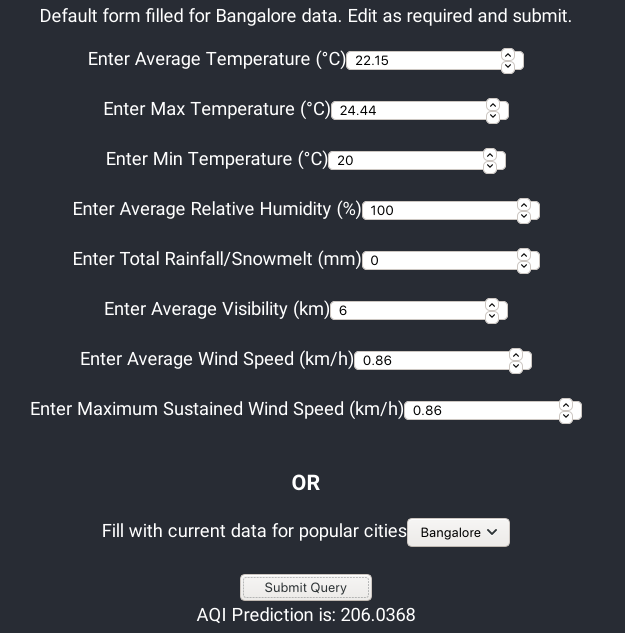 Default form filled for Bangalore data. Edit as required and submit.
Enter Average Temperature (°C) 22.15
Enter Max Temperature (°C) 24.44
Enter Min Temperature (°C) 20
Enter Average Relative Humidity (%) 100
Enter Total Rainfall/Snowmelt (mm) 0
Enter Average Visibility (km) 6
Enter Average Wind Speed (km/h) 0.86
Enter Maximum Sustained Wind Speed (km/h) 0.86
OR
Fill with current data for popular cities Bangalore
Submit Query
AQI Prediction is: 206.0368